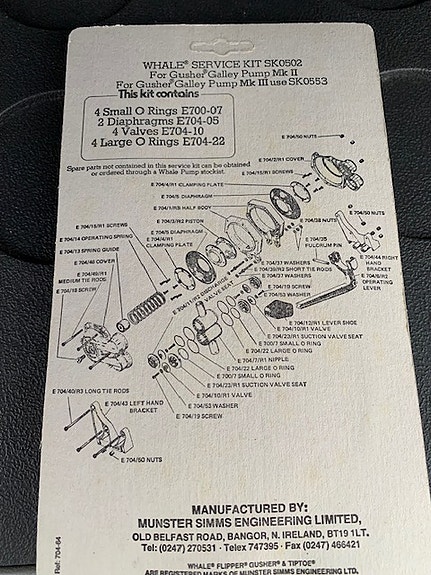 WHALE® SERVICE KIT SK0502
For Gusher® Galley Pump Mk II
For Gusher® Galley Pump Mk III use SK0553
This kit contains
4 Small O Rings E700-07
2 Diaphragms E704-05
4 Valves E704-10
4 Large O Rings E704-22
Spare parts not contained in this service kit can be obtained
or ordered through a Whale Pump stockist.
E 704/50 NUTS
E 704/2/R1 COVER
E 704/15/R1 SCREWS
E 704/4/R1 CLAMPING PLATE
E 704/5 DIAPHRAGM
E 704/1/R5 HALF BODY
E 704/3/R2 PISTON
E 704/5 DIAPHRAGM
E 704/4/R1
CLAMPING PLATE
E 704/15/R1 SCREWS
E 704/14 OPERATING SPRING
E 704/13 SPRING GUIDE
E 704/46 COVER
MEDIUM TIE RODS
E 704/18 SCREW
E 704/11/R2 DISCHARGE
VALVE SEAT
E 704/38 NUTS
FULCRUM PIN
E 704/50 NUTS
E 704/44 RIGHT
HAND
BRACKET
OPERATING
LEVER
E 704/37 WASHERS
E 704/39/R2 SHORT TIE RODS
E 704/37 WASHERS
E 704/19 SCREW
E 704/53 WASHER
E 704/12/R1 LEVER SHOE
E 704/10/R1 VALVE
E 704/23/R1 SUCTION VALVE SEAT
E 700/7 SMALL O RING
E 704/22 LARGE O RING
E 704/7/R1 NIPPLE
E 704/22 LARGE O RING
E 700/7 SMALL O RING
E 704/23/R1 SUCTION VALVE SEAT
E 704/10/R1 VALVE
E 704/53 WASHER
E 704/19 SCREW
E 704/40/R3 LONG TIE RODS
E 704/43 LEFT HAND
BRACKET
E 704/50 NUTS
MANUFACTURED BY:
MUNSTER SIMMS ENGINEERING LIMITED,
OLD BELFAST ROAD, BANGOR, N. IRELAND, BT19 1LT.
Tel: (0247) 270531 · Telex 747395 · Fax (0247) 466421
WHALE® FLIPPER® GUSHER® & TIPTOE®
ARE REGISTERED MARKS OF MUNSTER SIMMS ENGINEERING LTD.
Ref: 704-64